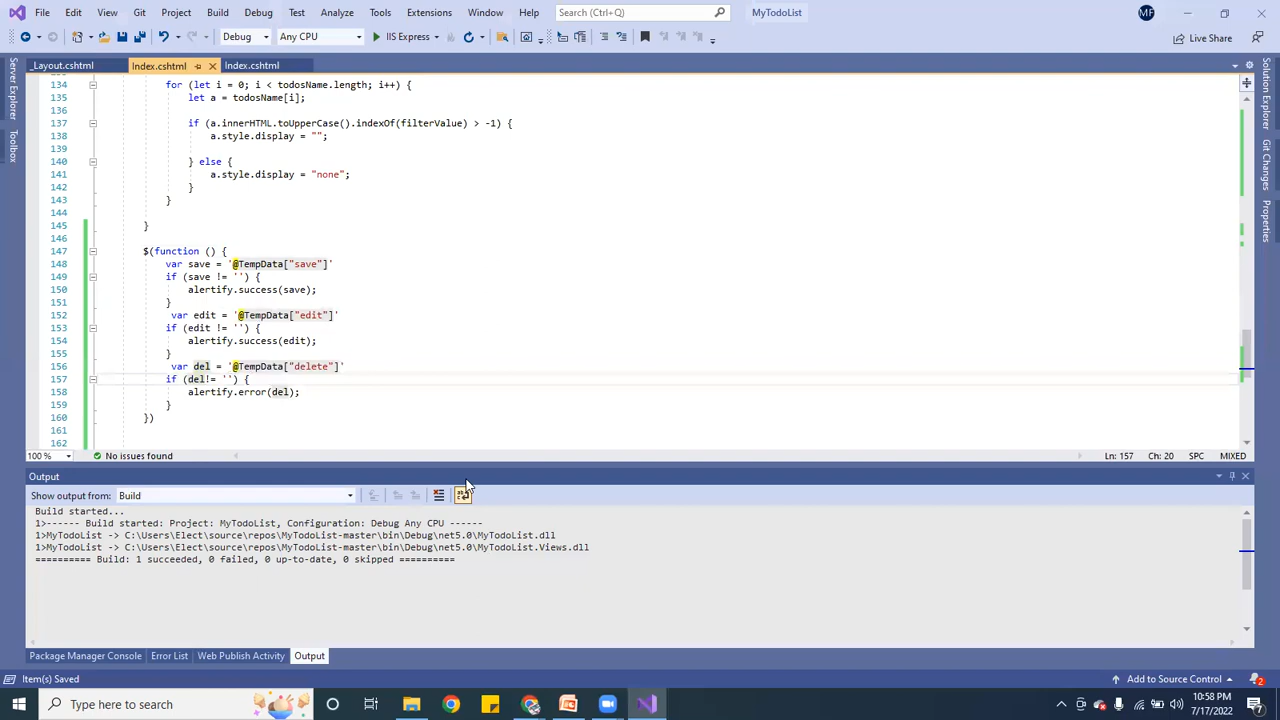 File Edit View Git Project Build Debug Test Analyze Tools Extensions Window Help Search (Ctrl+Q) MyTodoList MF
Debug Any CPU IIS Express Live Share
_Layout.cshtml Index.cshtml Index.cshtml
Server Explorer
Toolbox
Solution Explorer
Git Changes
Properties
134 for (let i = 0; i < todosName.length; i++) {
135 let a = todosName[i];
136
137 if (a.innerHTML.toUpperCase().indexOf(filterValue) > -1) {
138 a.style.display = "";
139
140 } else {
141 a.style.display = "none";
142 }
143 }
144
145 }
146
147 $(function () {
148 var save = '@TempData["save"]'
149 if (save != '') {
150 alertify.success(save);
151 }
152 var edit = '@TempData["edit"]'
153 if (edit != '') {
154 alertify.success(edit);
155 }
156 var del = '@TempData["delete"]'
157 if (del!= '') {
158 alertify.error(del);
159 }
160 })
161
162
100 % No issues found Ln: 157 Ch: 20 SPC MIXED
Output
Show output from: Build
Build started...
1>------ Build started: Project: MyTodoList, Configuration: Debug Any CPU ------
1>MyTodoList -> C:\Users\Elect\source\repos\MyTodoList-master\bin\Debug\net5.0\MyTodoList.dll
1>MyTodoList -> C:\Users\Elect\source\repos\MyTodoList-master\bin\Debug\net5.0\MyTodoList.Views.dll
========== Build: 1 succeeded, 0 failed, 0 up-to-date, 0 skipped ==========
Package Manager Console Error List Web Publish Activity Output
Item(s) Saved Add to Source Control 2
Type here to search 10:58 PM
7/17/2022